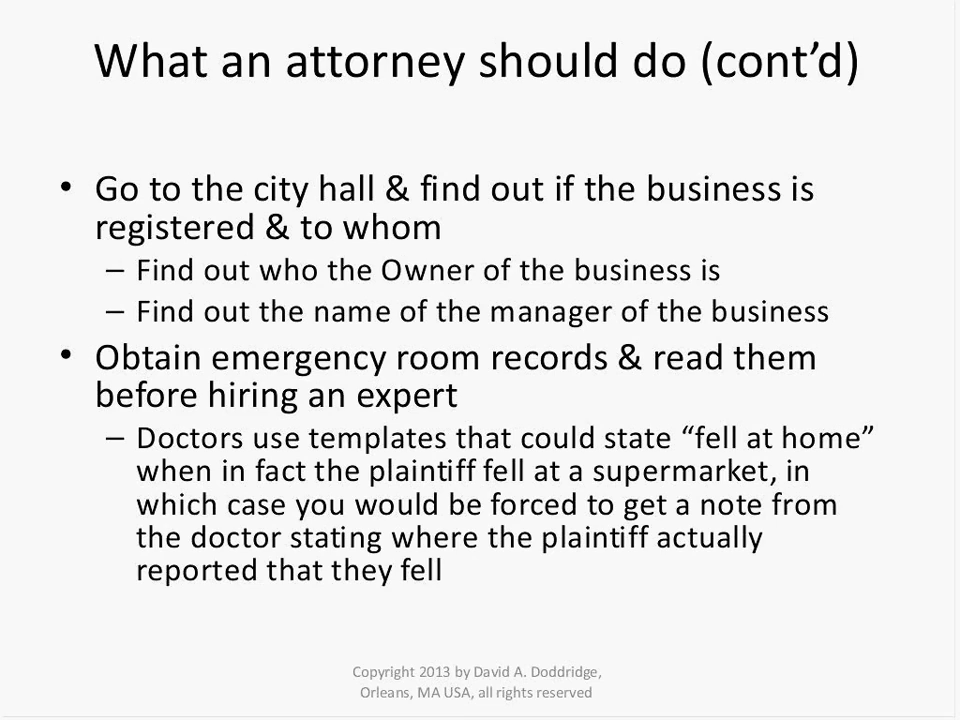 What an attorney should do (cont’d)
• Go to the city hall & find out if the business is
registered & to whom
– Find out who the Owner of the business is
– Find out the name of the manager of the business
• Obtain emergency room records & read them
before hiring an expert
– Doctors use templates that could state “fell at home”
when in fact the plaintiff fell at a supermarket, in
which case you would be forced to get a note from
the doctor stating where the plaintiff actually
reported that they fell
Copyright 2013 by David A. Doddridge,
Orleans, MA USA, all rights reserved